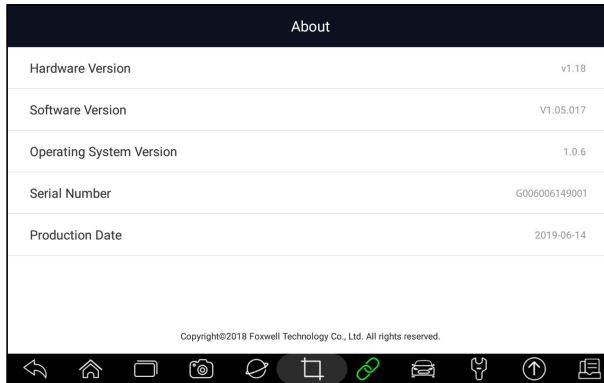 About
Hardware Version v1.18
Software Version V1.05.017
Operating System Version 1.0.6
Serial Number G006006149001
Production Date 2019-06-14
Copyright©2018 Foxwell Technology Co., Ltd. All rights reserved.